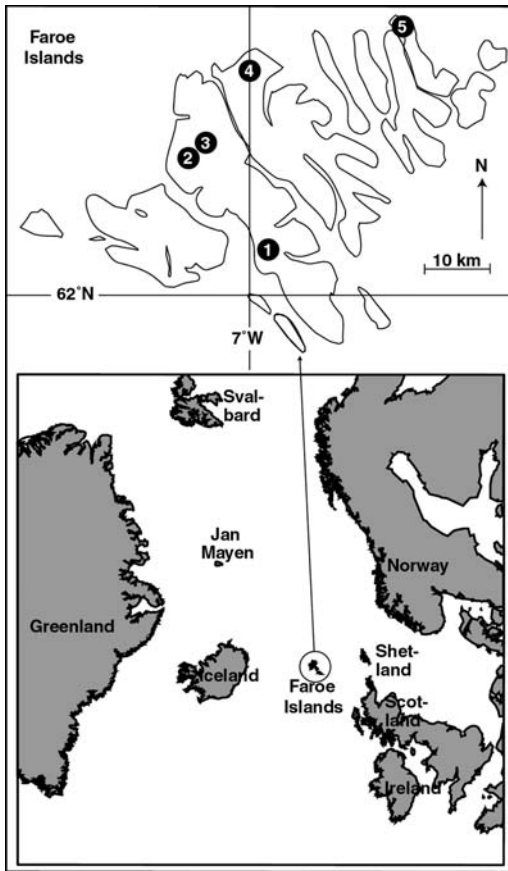 Faroe
Islands
5
4
3
2
N
1
10 km
62°N
7°W
Sval-
bard
Jan
Mayen
Norway
Greenland
Shet-
land
Iceland
Faroe
Islands
Scot-
land
Ireland